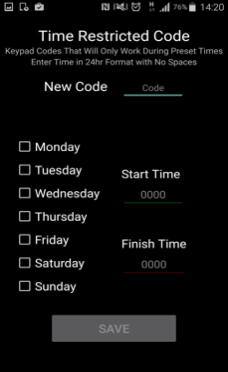 76% 14:20
Time Restricted Code
Keypad Codes That Will Only Work During Preset Times
Enter Time in 24hr Format with No Spaces
New Code Code
Monday
Tuesday
Start Time
Wednesday
0000
Thursday
Friday
Finish Time
Saturday
0000
Sunday
SAVE